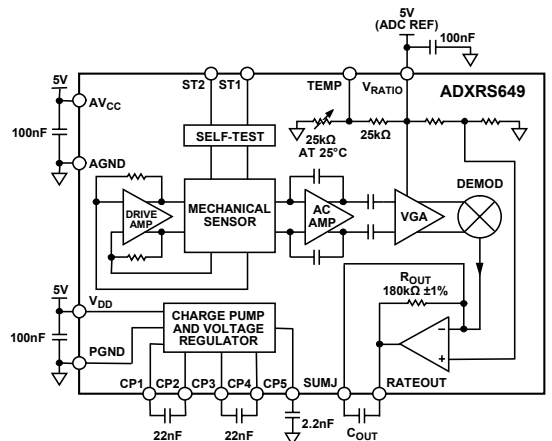 5V
(ADC REF)
100nF
5V
ST2
ST1
TEMP
VRATIO
ADXRS649
AVCC
100nF
AGND
SELF-TEST
25kΩ
AT 25°C
25kΩ
DRIVE
AMP
MECHANICAL
SENSOR
AC
AMP
VGA
DEMOD
5V
VDD
100nF
PGND
CHARGE PUMP
AND VOLTAGE
REGULATOR
ROUT
180kΩ ±1%
–
+
CP1
CP2
CP3
CP4
CP5
SUMJ
RATEOUT
22nF
22nF
2.2nF
COUT